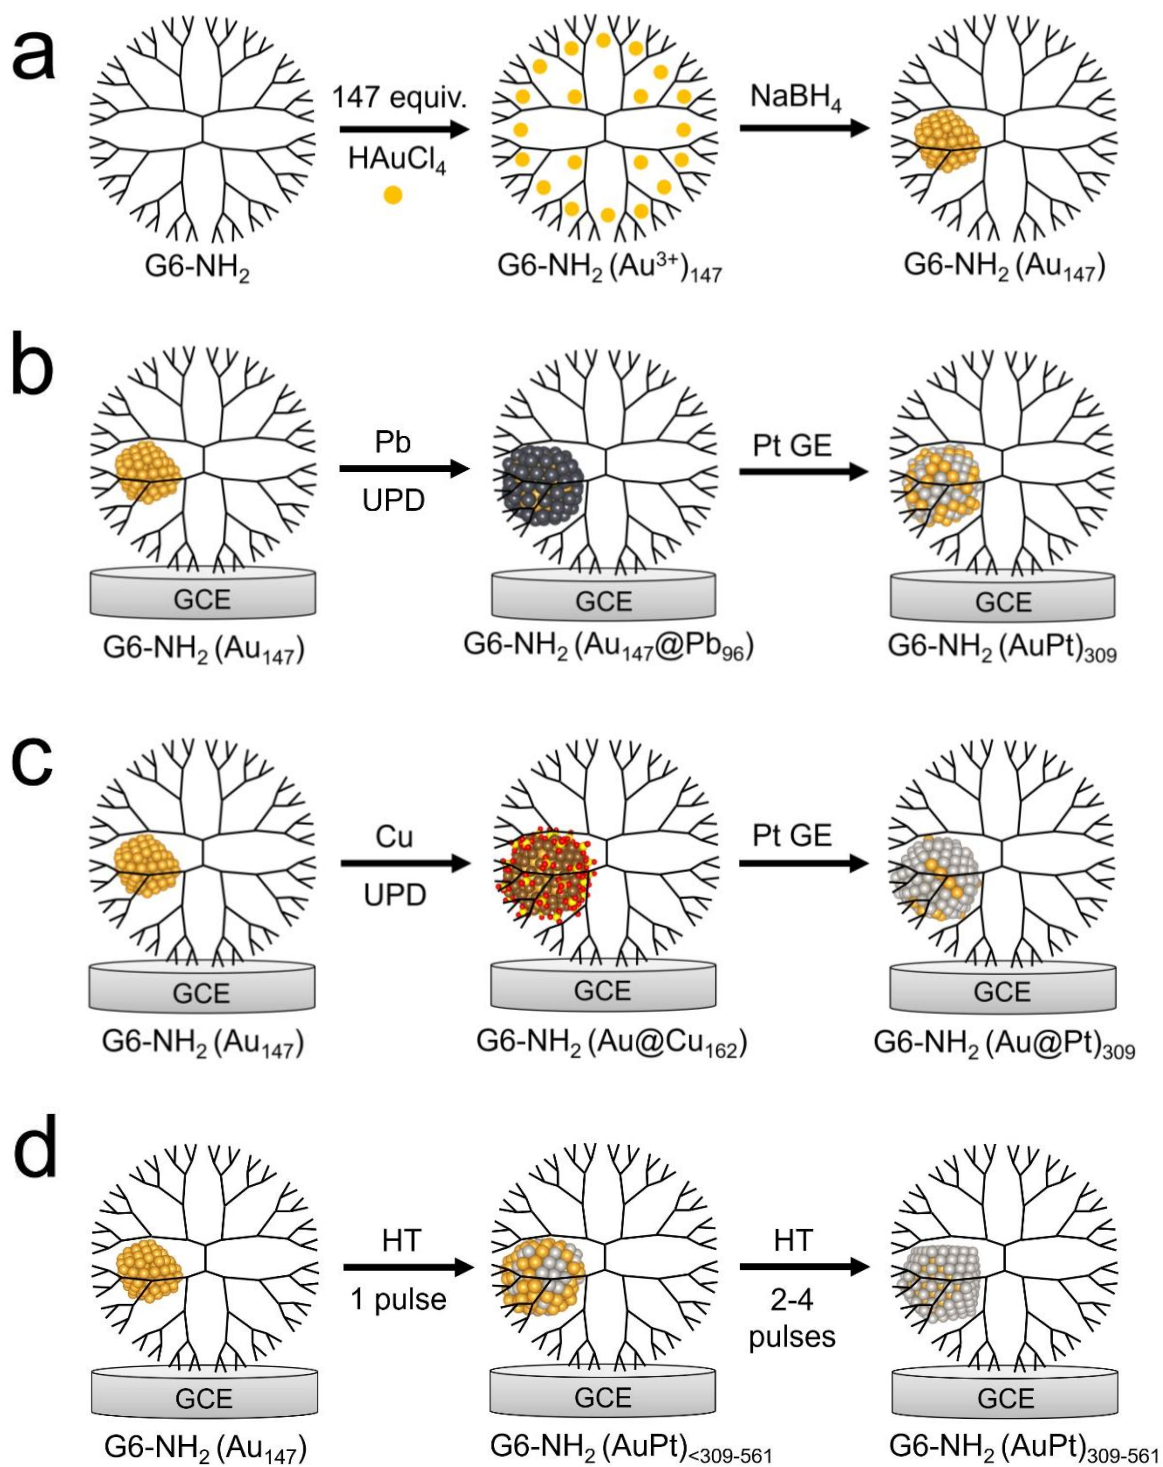 a
147 equiv.
HAuCl₄
NaBH₄
G6-NH₂
G6-NH₂ (Au³⁺)₁₄₇
G6-NH₂ (Au₁₄₇)
b
Pb
UPD
Pt GE
GCE
GCE
GCE
G6-NH₂ (Au₁₄₇)
G6-NH₂ (Au₁₄₇@Pb₉₆)
G6-NH₂ (AuPt)₃₀₉
c
Cu
UPD
Pt GE
GCE
GCE
GCE
G6-NH₂ (Au₁₄₇)
G6-NH₂ (Au@Cu₁₆₂)
G6-NH₂ (Au@Pt)₃₀₉
d
HT
1 pulse
HT
2-4
pulses
GCE
GCE
GCE
G6-NH₂ (Au₁₄₇)
G6-NH₂ (AuPt)<₃₀₉₋₅₆₁
G6-NH₂ (AuPt)₃₀₉₋₅₆₁